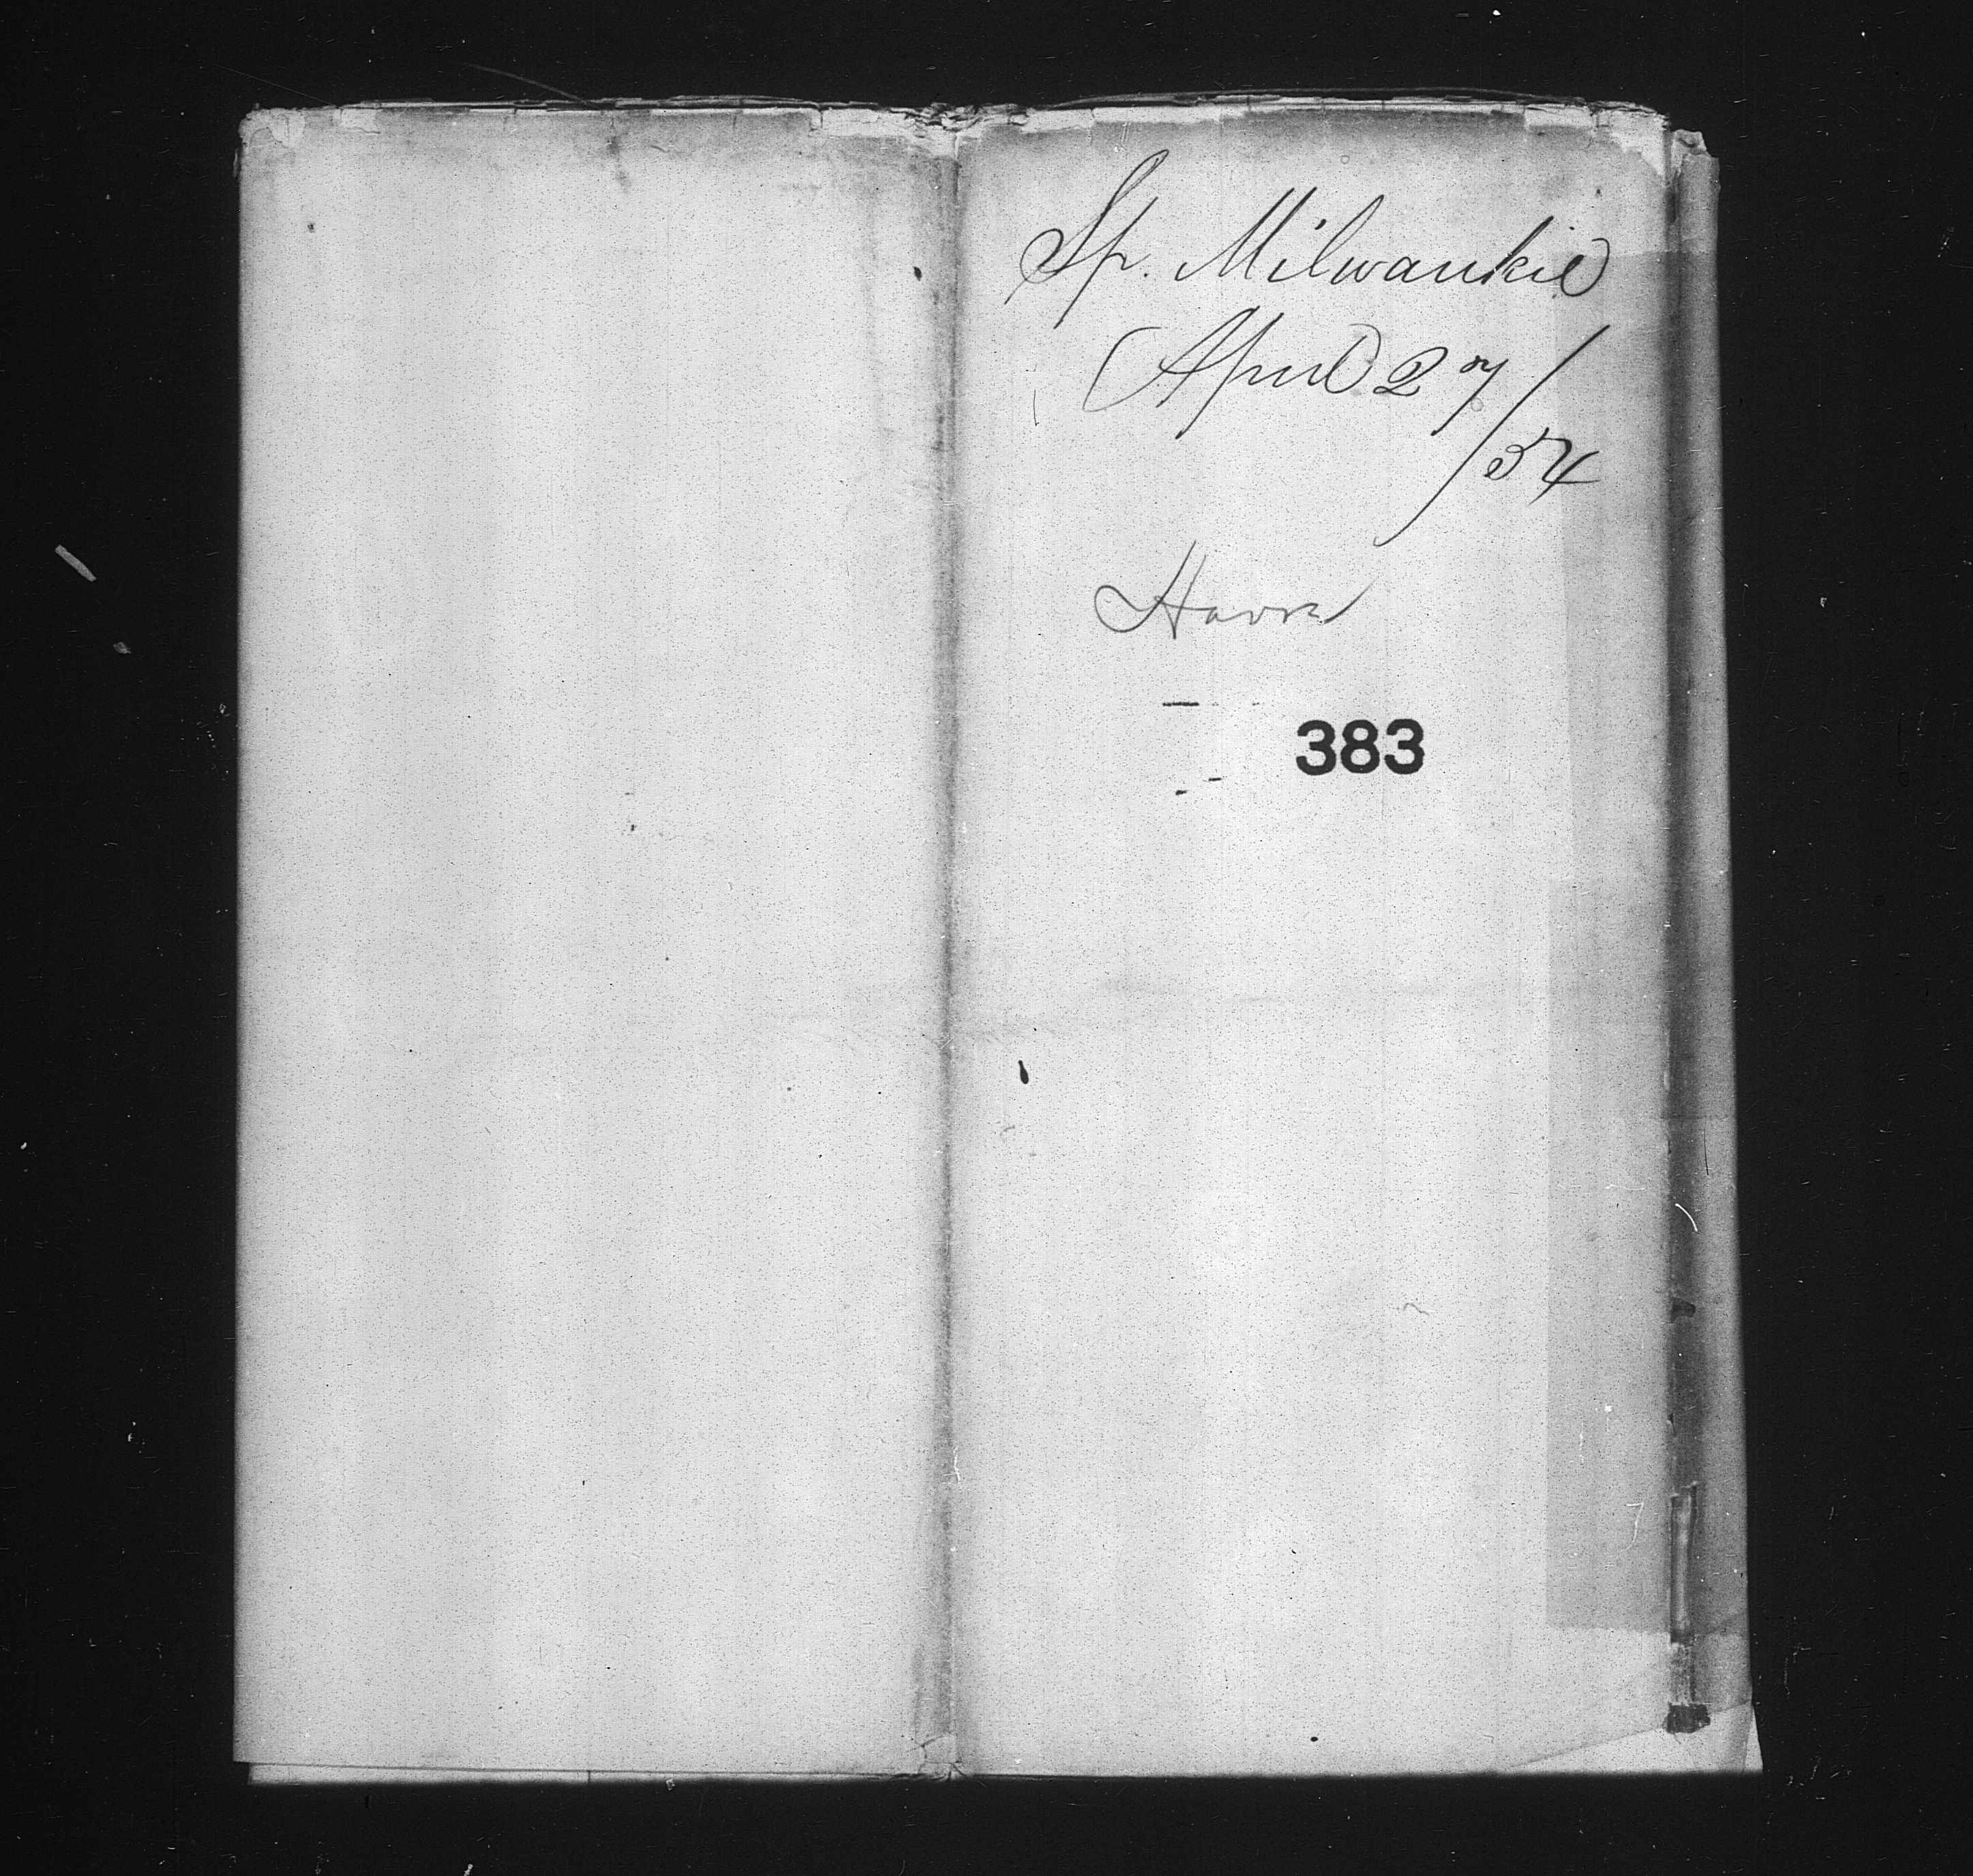 Sp. Milwaukie
April 27/
54
Havre
383